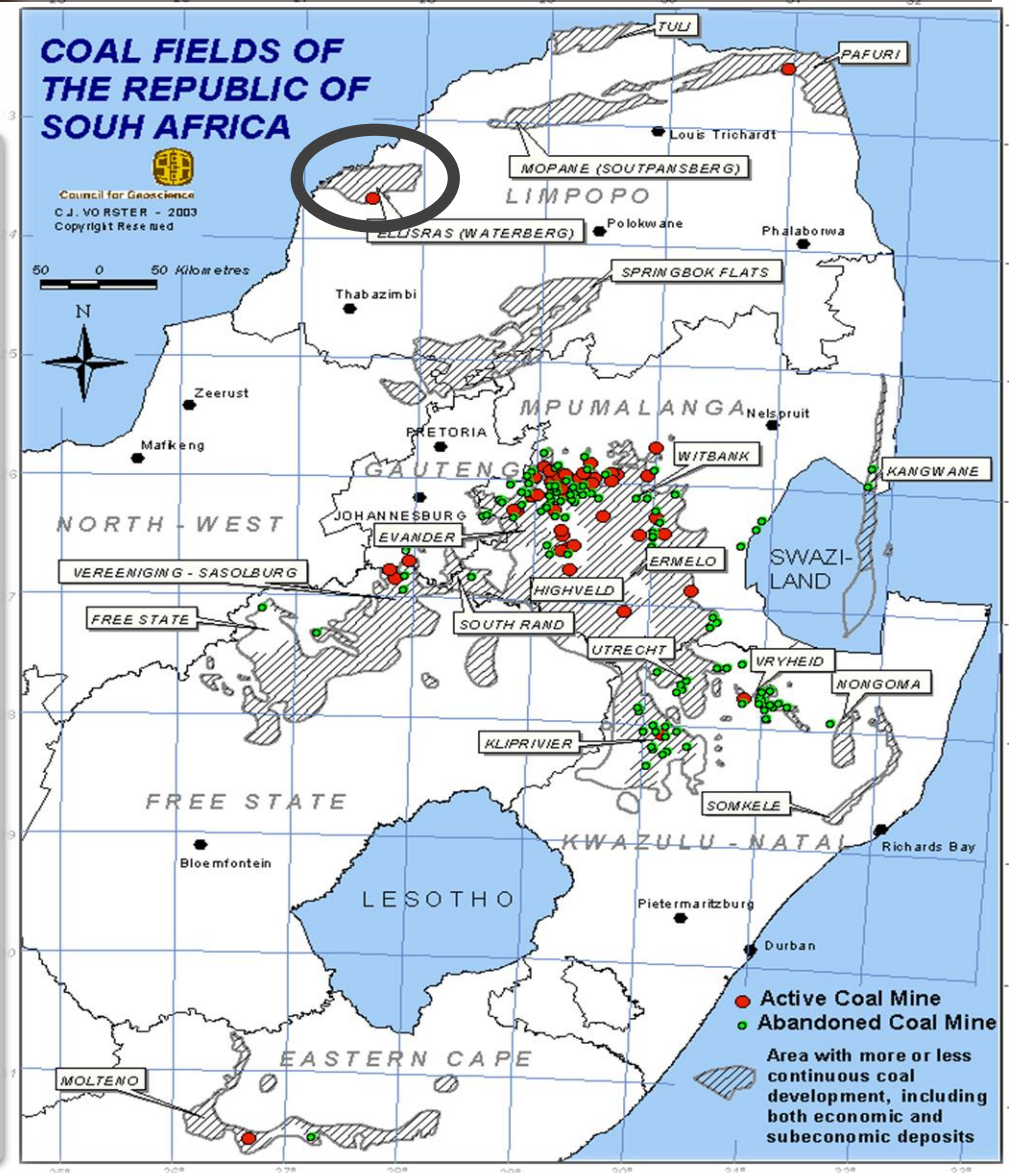 COAL FIELDS OF
THE REPUBLIC OF
SOUH AFRICA
Council for Geoscience
C.J. VORSTER - 2003
Copyright Reserved
50 0 50 Kilometres
N
TULI
PAFURI
Louis Trichardt
MOPANE (SOUTPANSBERG)
LIMPOPO
ELLISRAS (WATERBERG)
Polokwane
Phalaborwa
SPRINGBOK FLATS
Thabazimbi
Zeerust
MPUMALANGA
Nelspruit
PRETORIA
Mafikeng
WITBANK
GAUTENG
KANGWANE
JOHANNESBURG
NORTH - WEST
EVANDER
SWAZI-
LAND
ERMELO
VEREENIGING - SASOLBURG
HIGHVELD
FREE STATE
SOUTH RAND
UTRECHT
VRYHEID
NONGOMA
KLIPRIVIER
FREE STATE
SOMKELE
KWAZULU - NATAL
Richards Bay
Bloemfontein
LESOTHO
Pietermaritzburg
Durban
Active Coal Mine
Abandoned Coal Mine
Area with more or less
continuous coal
development, including
both economic and
subeconomic deposits
EASTERN CAPE
MOLTENO